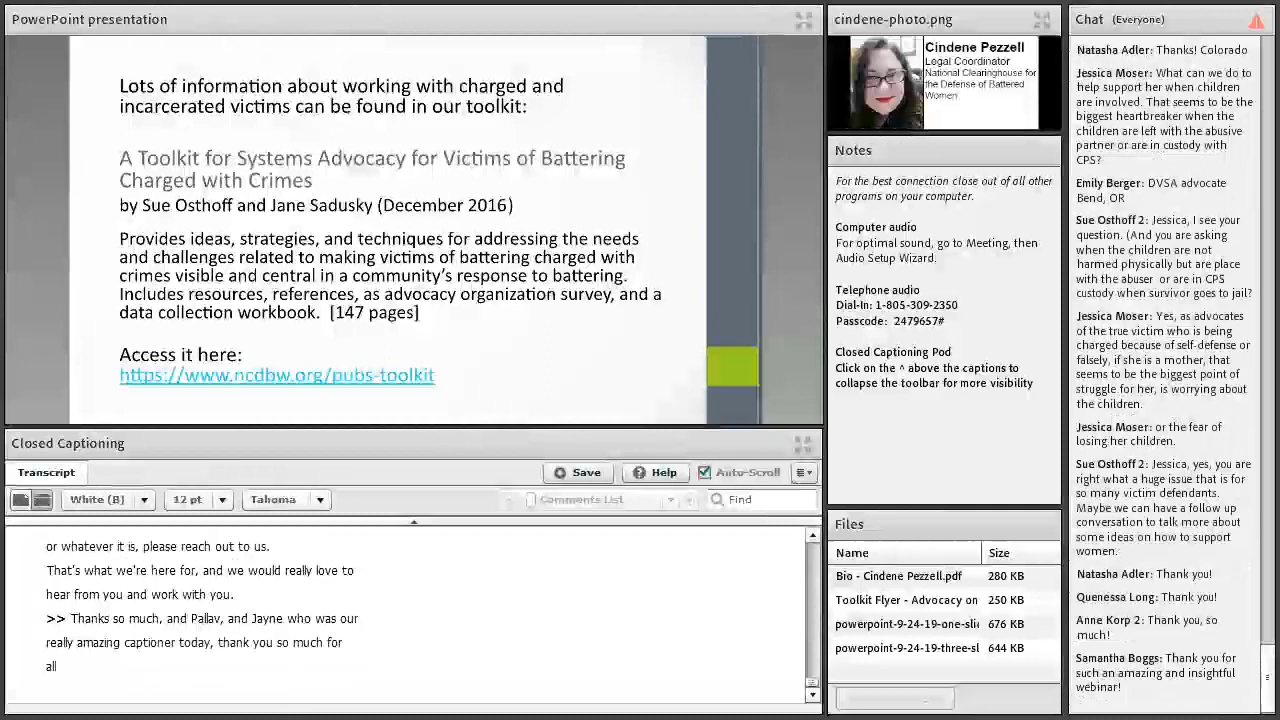 PowerPoint presentation
Lots of information about working with charged and
incarcerated victims can be found in our toolkit:
A Toolkit for Systems Advocacy for Victims of Battering
Charged with Crimes
by Sue Osthoff and Jane Sadusky (December 2016)
Provides ideas, strategies, and techniques for addressing the needs
and challenges related to making victims of battering charged with
crimes visible and central in a community's response to battering.
Includes resources, references, as advocacy organization survey, and a
data collection workbook. [147 pages]
Access it here:
https://www.ncdbw.org/pubs-toolkit
Closed Captioning
Transcript
Save
Help
Auto-Scroll
White (B)
12 pt
Tahoma
Comments List
Find
or whatever it is, please reach out to us.
That's what we're here for, and we would really love to
hear from you and work with you.
>> Thanks so much, and Pallav, and Jayne who was our
really amazing captioner today, thank you so much for
all
cindene-photo.png
Cindene Pezzell
Legal Coordinator
National Clearinghouse for
the Defense of Battered
Women
Notes
For the best connection close out of all other
programs on your computer.
Computer audio
For optimal sound, go to Meeting, then
Audio Setup Wizard.
Telephone audio
Dial-In: 1-805-309-2350
Passcode: 2479657#
Closed Captioning Pod
Click on the ^ above the captions to
collapse the toolbar for more visibility
Files
Name Size
Bio - Cindene Pezzell.pdf 280 KB
Toolkit Flyer - Advocacy on 250 KB
powerpoint-9-24-19-one-slid 676 KB
powerpoint-9-24-19-three-sl 644 KB
Chat (Everyone)
Natasha Adler: Thanks! Colorado
Jessica Moser: What can we do to
help support her when children
are involved. That seems to be the
biggest heartbreaker when the
children are left with the abusive
partner or are in custody with
CPS?
Emily Berger: DVSA advocate
Bend, OR
Sue Osthoff 2: Jessica, I see your
question. (And you are asking
when the children are not
harmed physically but are place
with the abuser or are in CPS
custody when survivor goes to jail?
Jessica Moser: Yes, as advocates
of the true victim who is being
charged because of self-defense or
falsely, if she is a mother, that
seems to be the biggest point of
struggle for her, is worrying about
the children.
Jessica Moser: or the fear of
losing her children.
Sue Osthoff 2: Jessica, yes, you are
right what a huge issue that is for
so many victim defendants.
Maybe we can have a follow up
conversation to talk more about
some ideas on how to support
women.
Natasha Adler: Thank you!
Quenessa Long: Thank you!
Anne Korp 2: Thank you, so
much!
Samantha Boggs: Thank you for
such an amazing and insightful
webinar!